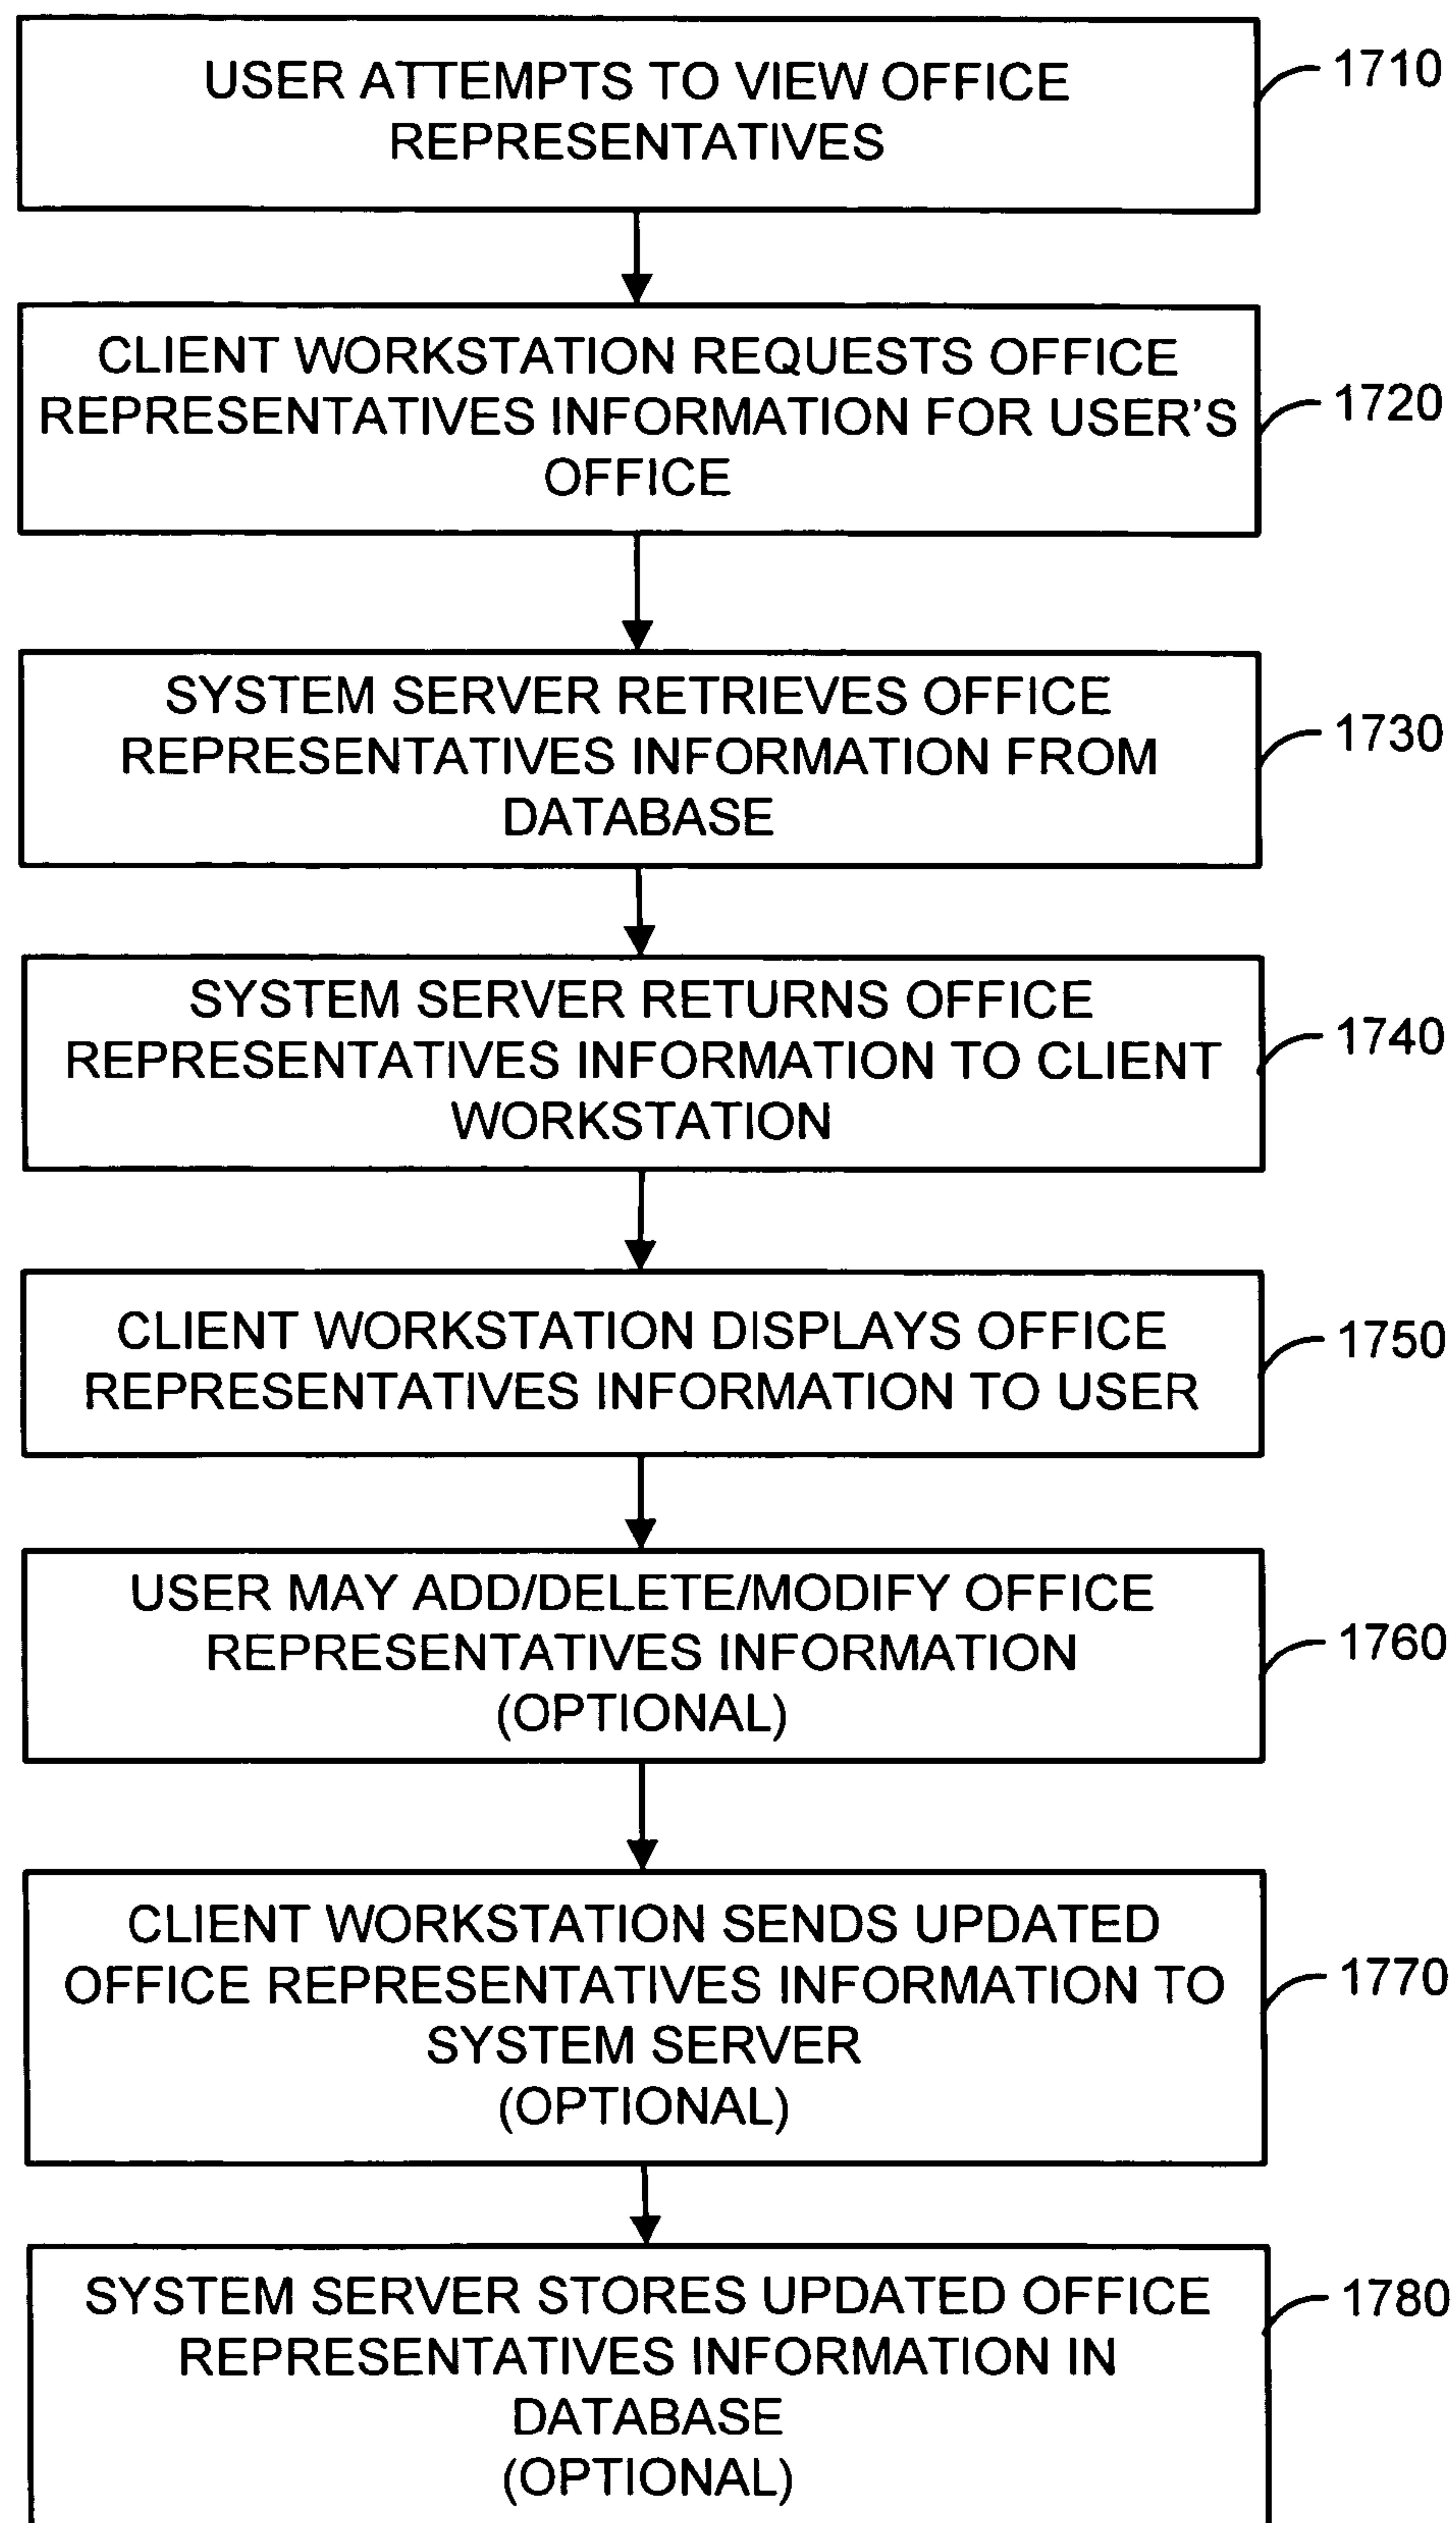 USER ATTEMPTS TO VIEW OFFICE
REPRESENTATIVES
1710
CLIENT WORKSTATION REQUESTS OFFICE
REPRESENTATIVES INFORMATION FOR USER'S
OFFICE
1720
SYSTEM SERVER RETRIEVES OFFICE
REPRESENTATIVES INFORMATION FROM
DATABASE
1730
SYSTEM SERVER RETURNS OFFICE
REPRESENTATIVES INFORMATION TO CLIENT
WORKSTATION
1740
CLIENT WORKSTATION DISPLAYS OFFICE
REPRESENTATIVES INFORMATION TO USER
1750
USER MAY ADD/DELETE/MODIFY OFFICE
REPRESENTATIVES INFORMATION
(OPTIONAL)
1760
CLIENT WORKSTATION SENDS UPDATED
OFFICE REPRESENTATIVES INFORMATION TO
SYSTEM SERVER
(OPTIONAL)
1770
SYSTEM SERVER STORES UPDATED OFFICE
REPRESENTATIVES INFORMATION IN
DATABASE
(OPTIONAL)
1780